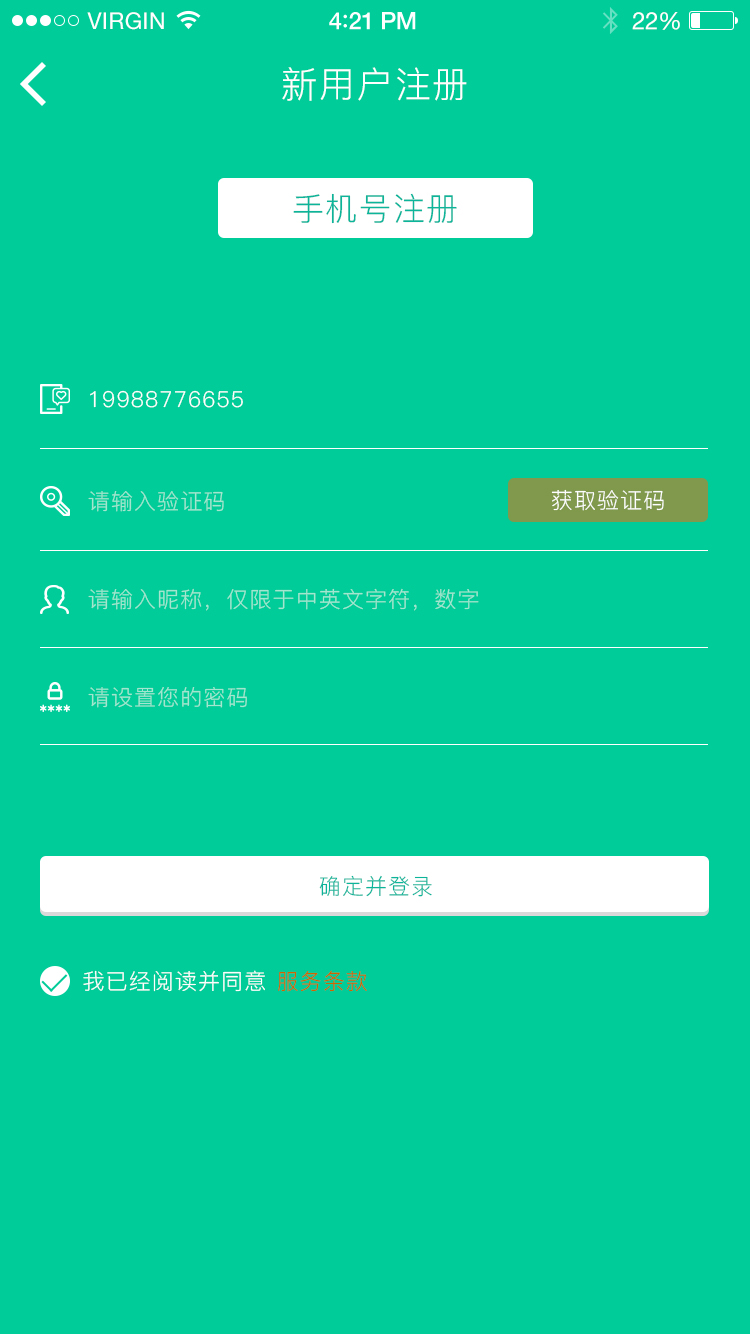 VIRGIN 4:21 PM 22%
新用户注册
手机号注册
19988776655
请输入验证码 获取验证码
请输入昵称，仅限于中英文字符，数字
请设置您的密码
****
确定并登录
我已经阅读并同意 服务条款